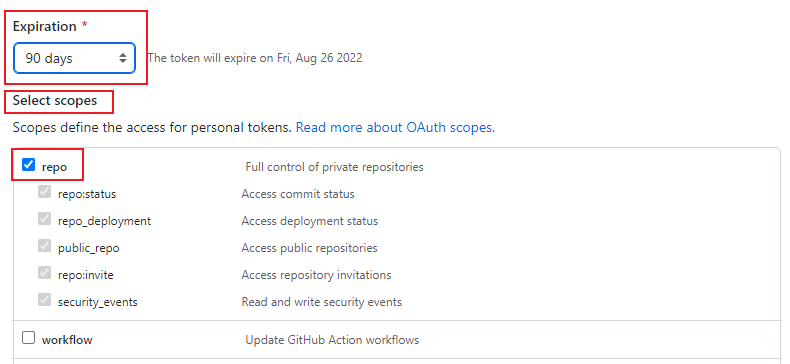 Expiration *
90 days The token will expire on Fri, Aug 26 2022
Select scopes
Scopes define the access for personal tokens. Read more about OAuth scopes.
repo Full control of private repositories
repo:status Access commit status
repo_deployment Access deployment status
public_repo Access public repositories
repo:invite Access repository invitations
security_events Read and write security events
workflow Update GitHub Action workflows